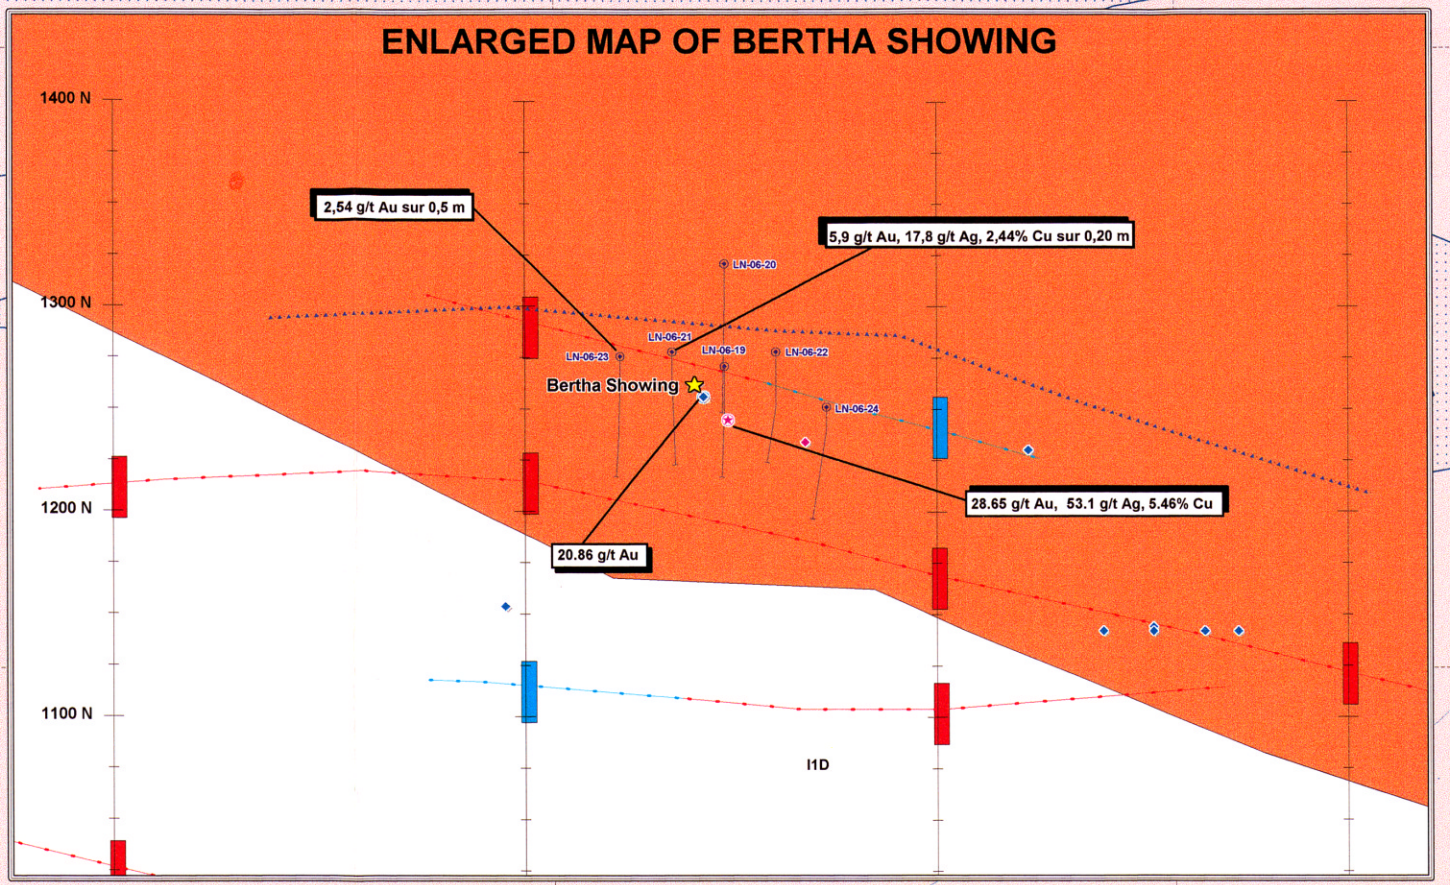 ENLARGED MAP OF BERTHA SHOWING
1400 N
2,54 g/t Au sur 0,5 m
5,9 g/t Au, 17,8 g/t Ag, 2,44% Cu sur 0,20 m
LN-06-20
1300 N
LN-06-21
LN-06-23
LN-06-19
LN-06-22
Bertha Showing
LN-06-24
28.65 g/t Au, 53.1 g/t Ag, 5.46% Cu
1200 N
20.86 g/t Au
1100 N
I1D